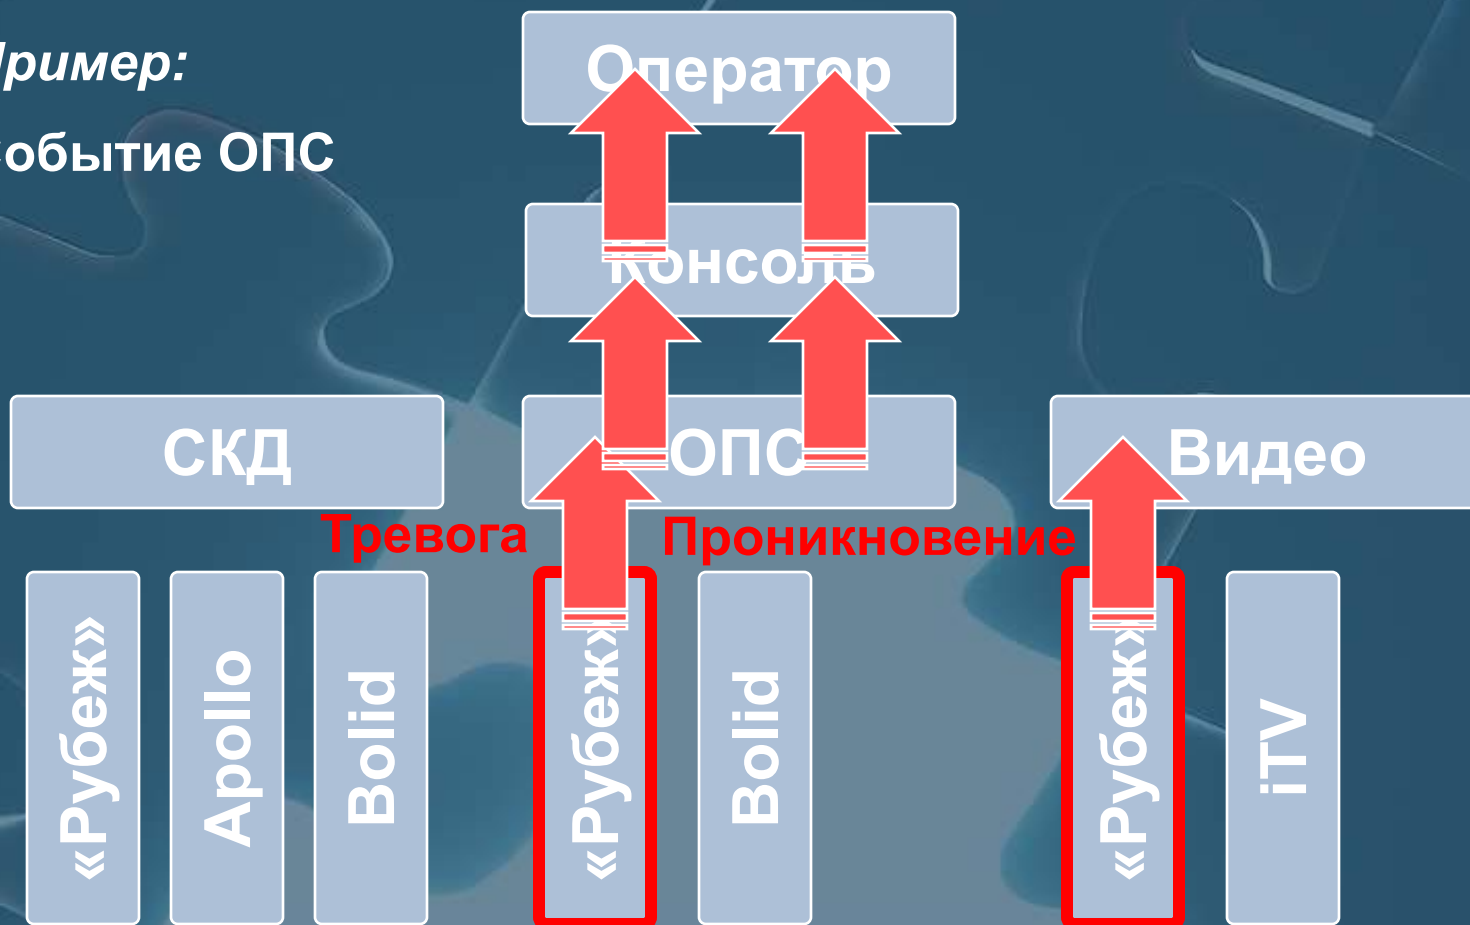 Пример:
Событие ОПС
Оператор
Консоль
СКД
ОПС
Видео
Тревога
Проникновение
«Рубеж»
Apollo
Bolid
«Рубеж»
Bolid
«Рубеж»
iTV